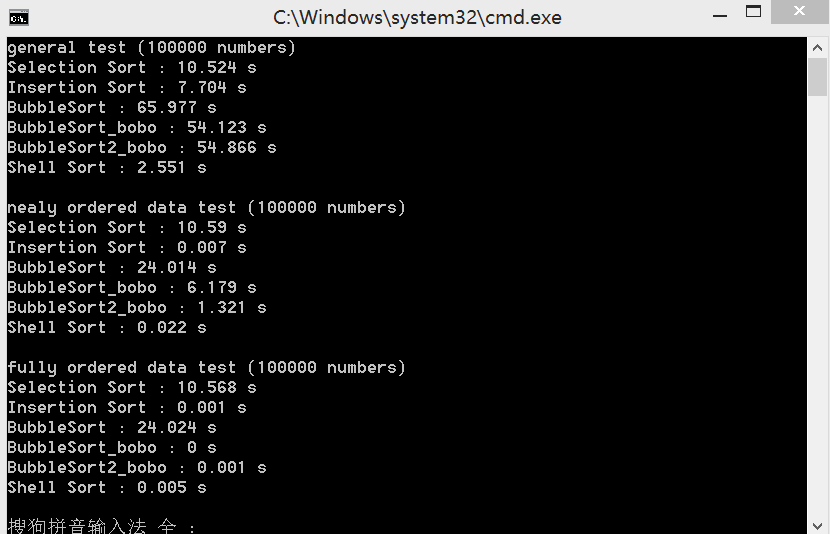 C:\Windows\system32\cmd.exe
general test (100000 numbers)
Selection Sort : 10.524 s
Insertion Sort : 7.704 s
BubbleSort : 65.977 s
BubbleSort_bobo : 54.123 s
BubbleSort2_bobo : 54.866 s
Shell Sort : 2.551 s
nealy ordered data test (100000 numbers)
Selection Sort : 10.59 s
Insertion Sort : 0.007 s
BubbleSort : 24.014 s
BubbleSort_bobo : 6.179 s
BubbleSort2_bobo : 1.321 s
Shell Sort : 0.022 s
fully ordered data test (100000 numbers)
Selection Sort : 10.568 s
Insertion Sort : 0.001 s
BubbleSort : 24.024 s
BubbleSort_bobo : 0 s
BubbleSort2_bobo : 0.001 s
Shell Sort : 0.005 s
搜狗拼音输入法 全 :